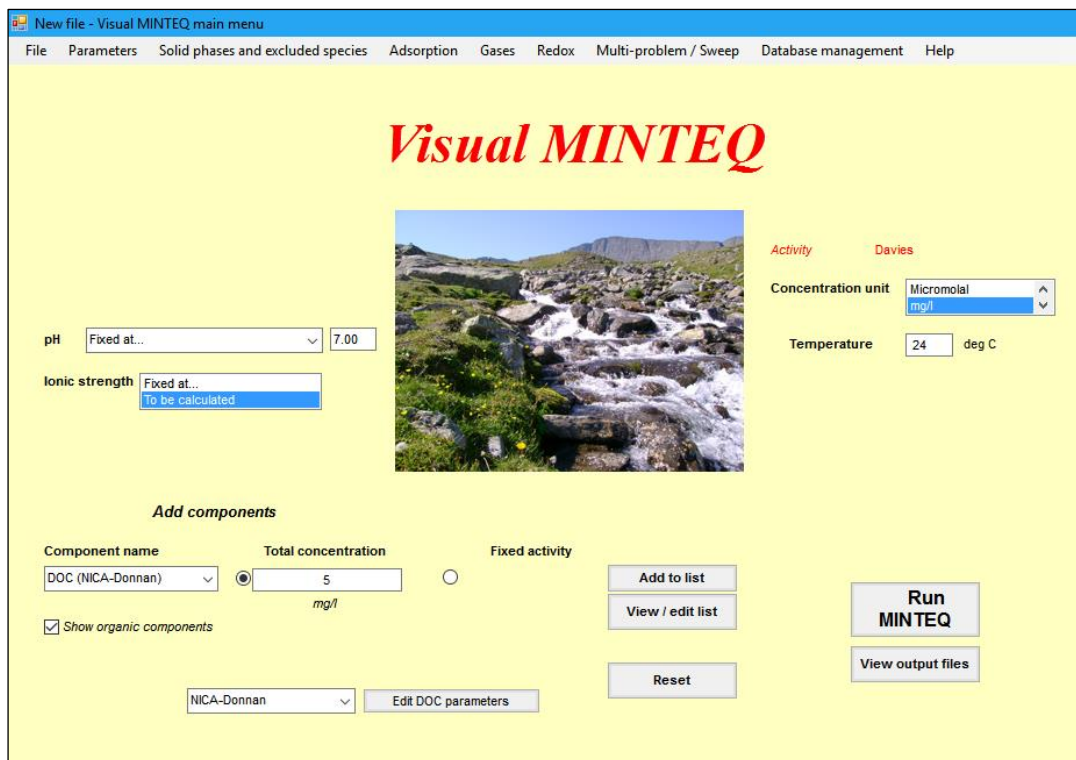 New file - Visual MINTEQ main menu
File Parameters Solid phases and excluded species Adsorption Gases Redox Multi-problem / Sweep Database management Help
Visual MINTEQ
Activity Davies
Concentration unit Micromolal
mg/l
pH Fixed at... 7.00
Temperature 24 deg C
Ionic strength Fixed at...
To be calculated
Add components
Component name Total concentration Fixed activity
DOC (NICA-Donnan) 5
mg/l
Show organic components
Add to list
View / edit list
Run
MINTEQ
View output files
Reset
NICA-Donnan Edit DOC parameters